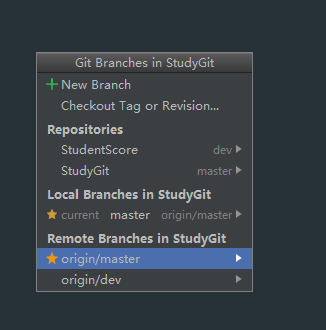 Git Branches in StudyGit
New Branch
Checkout Tag or Revision...
Repositories
StudentScore dev
StudyGit master
Local Branches in StudyGit
current master origin/master
Remote Branches in StudyGit
origin/master
origin/dev